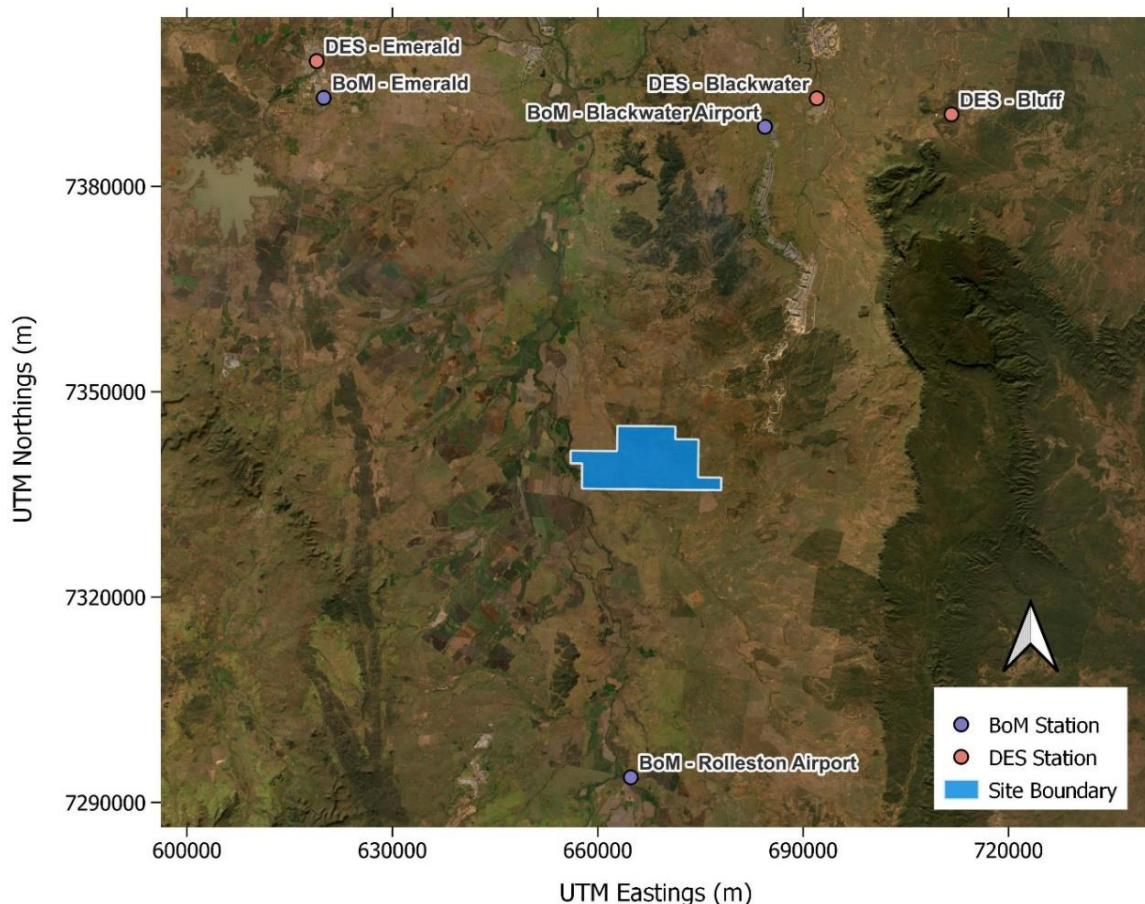 DES - Emerald
BoM - Emerald
DES - Blackwater
BoM - Blackwater Airport
DES - Bluff
7380000
7350000
7320000
7290000
UTM Northings (m)
BoM - Rolleston Airport
BoM Station
DES Station
Site Boundary
600000
630000
660000
690000
720000
UTM Eastings (m)